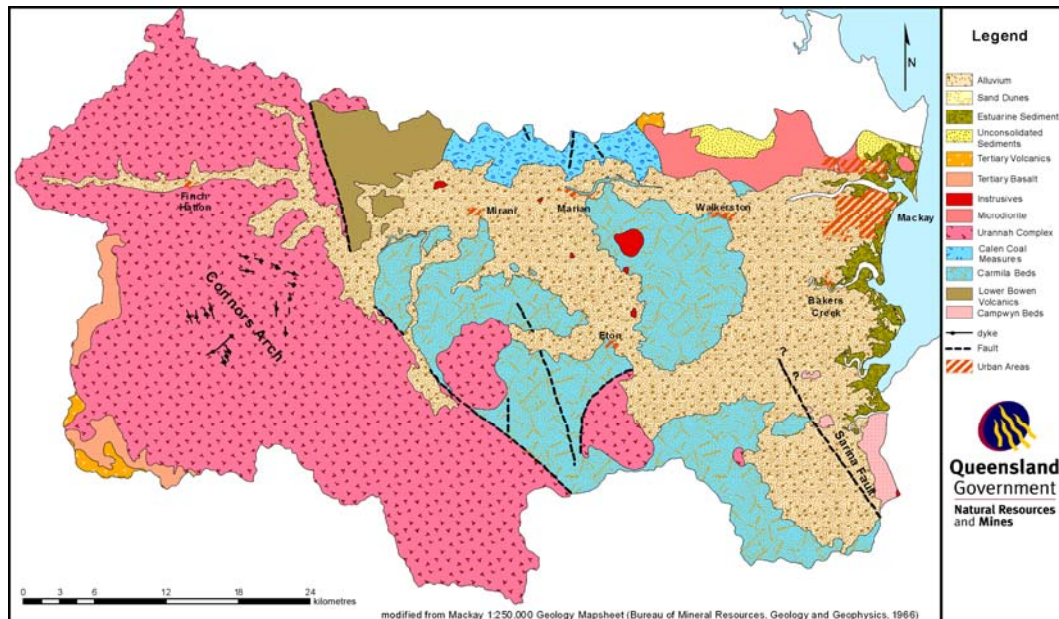 Legend
Alluvium
Sand Dunes
Estuarine Sediment
Unconsolidated
Sediments
Tertiary Volcanics
Tertiary Basalt
Instrusives
Microdiorite
Urannah Complex
Calen Coal
Measures
Carmila Beds
Lower Bowen
Volcanics
Campwyn Beds
dyke
Fault
Urban Areas
Queensland
Government
Natural Resources
and Mines
N
Finch
Hatton
Mirani
Marian
Walkerston
Mackay
Bakers
Creek
Eton
Connors Arch
?
?
Sarina Fault
0 3 6 12 18 24
kilometres
modified from Mackay 1:250,000 Geology Mapsheet (Bureau of Mineral Resources, Geology and Geophysics, 1966)